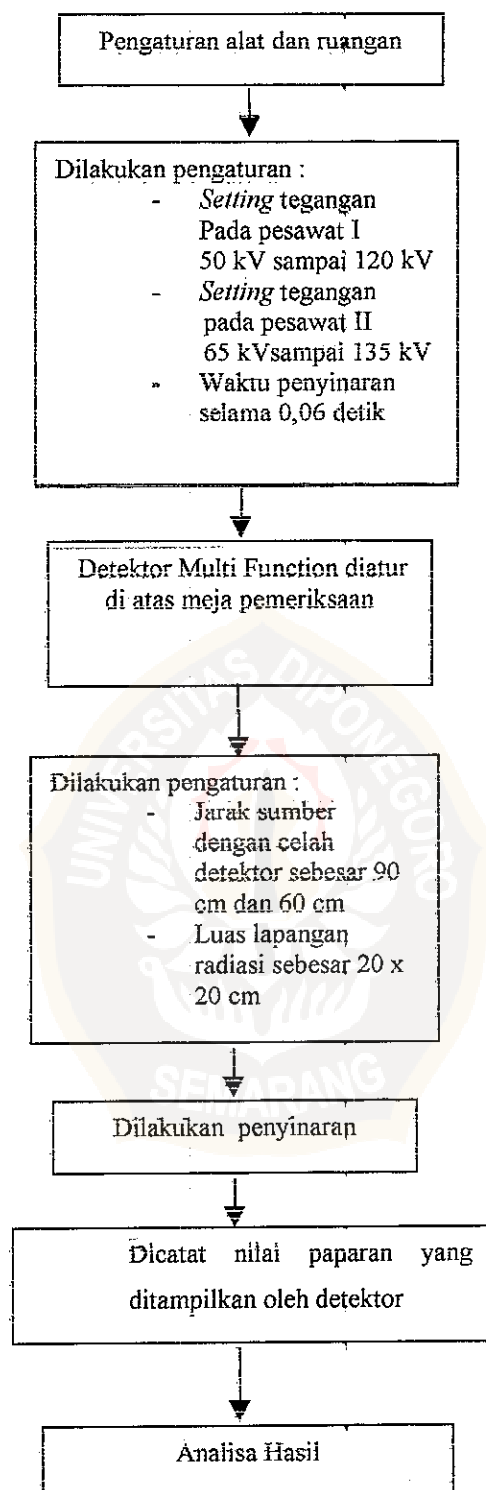 Pengaturan alat dan ruangan
Dilakukan pengaturan :
- Setting tegangan
Pada pesawat I
50 kV sampai 120 kV
- Setting tegangan
pada pesawat II
65 kVsampai 135 kV
- Waktu penyinaran
selama 0,06 detik
Detektor Multi Function diatur
di atas meja pemeriksaan
UNIVERSITAS DIPONEGORO
Dilakukan pengaturan :
- Jarak sumber
dengan celah
detektor sebesar 90
cm dan 60 cm
- Luas lapangan
radiasi sebesar 20 x
20 cm
SEMARANG
Dilakukan penyinaran
Dicatat nilai paparan yang
ditampilkan oleh detektor
Analisa Hasil